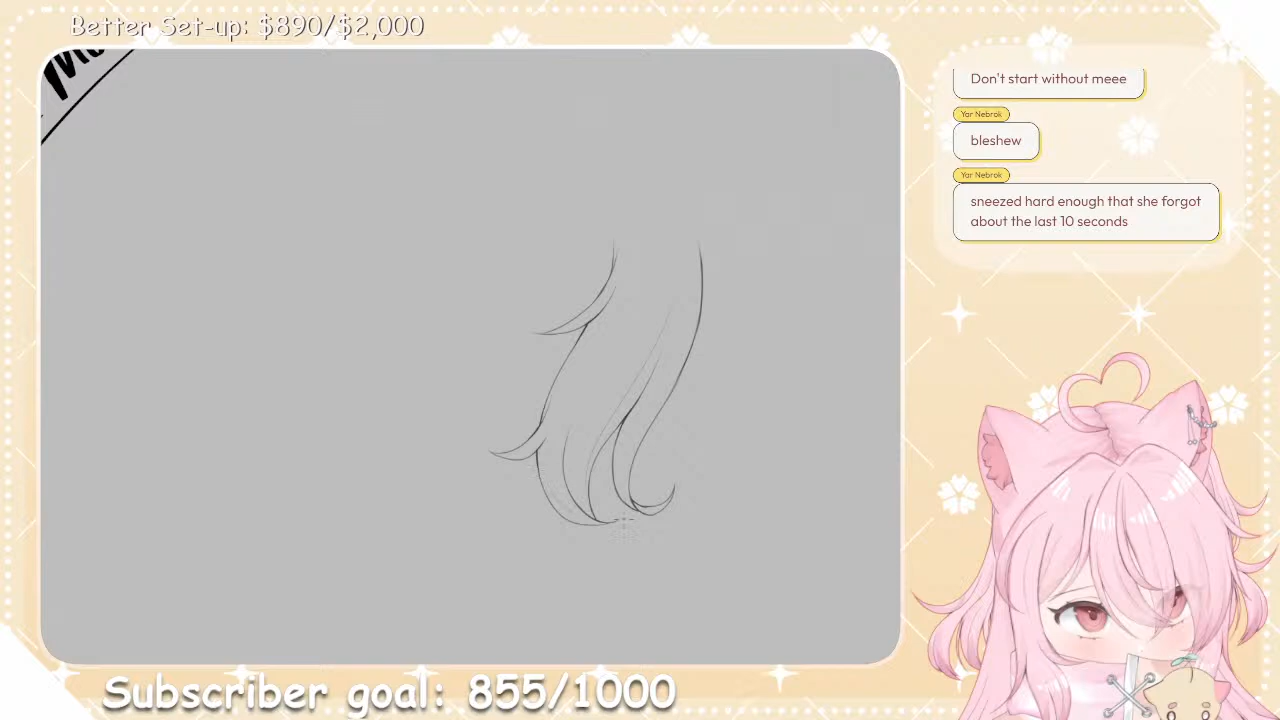 Better Set-up: $890/$2,000
Don't start without meee
Yar Nebrok
bleshew
Yar Nebrok
sneezed hard enough that she forgot
about the last 10 seconds
Subscriber goal: 855/1000